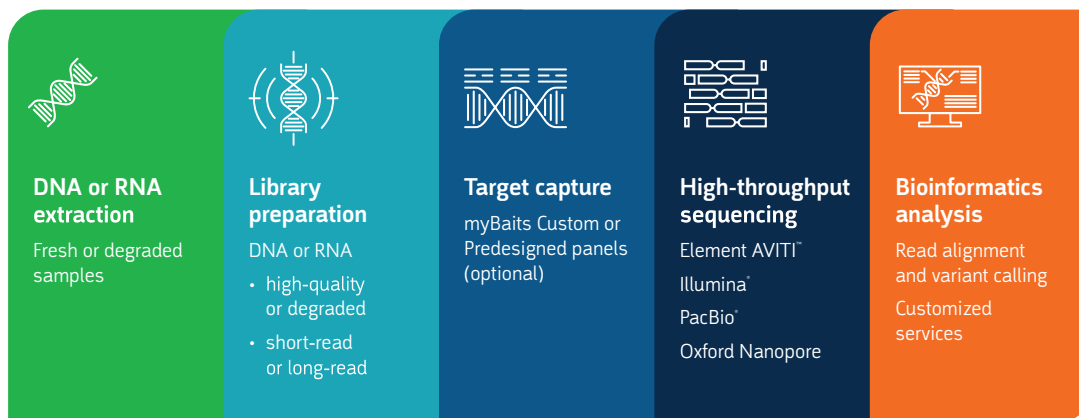 DNA or RNA
extraction
Fresh or degraded
samples
Library
preparation
DNA or RNA
• high-quality
or degraded
• short-read
or long-read
Target capture
myBaits Custom or
Predesigned panels
(optional)
High-throughput
sequencing
Element AVITI™
Illumina®
PacBio®
Oxford Nanopore
Bioinformatics
analysis
Read alignment
and variant calling
Customized
services